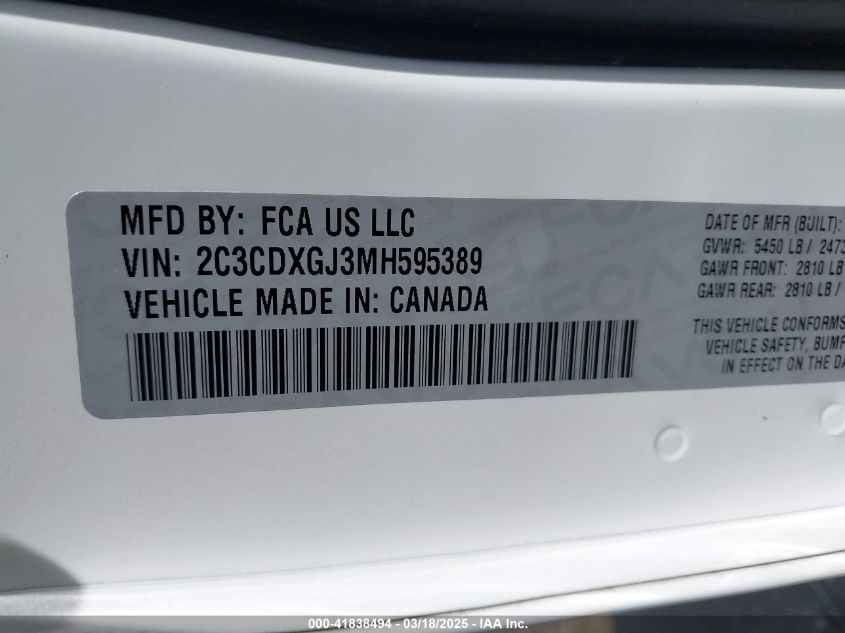 MFD BY: FCA US LLC
VIN: 2C3CDXGJ3MH595389
VEHICLE MADE IN: CANADA
DATE OF MFR (BUILT):
GVWR: 5450 LB / 2473
GAWR FRONT: 2810 LB
GAWR REAR: 2810 LB /
THIS VEHICLE CONFORMS
VEHICLE SAFETY, BUMP
IN EFFECT ON THE DA
000-41838494 — 03/18/2025 — IAA Inc.